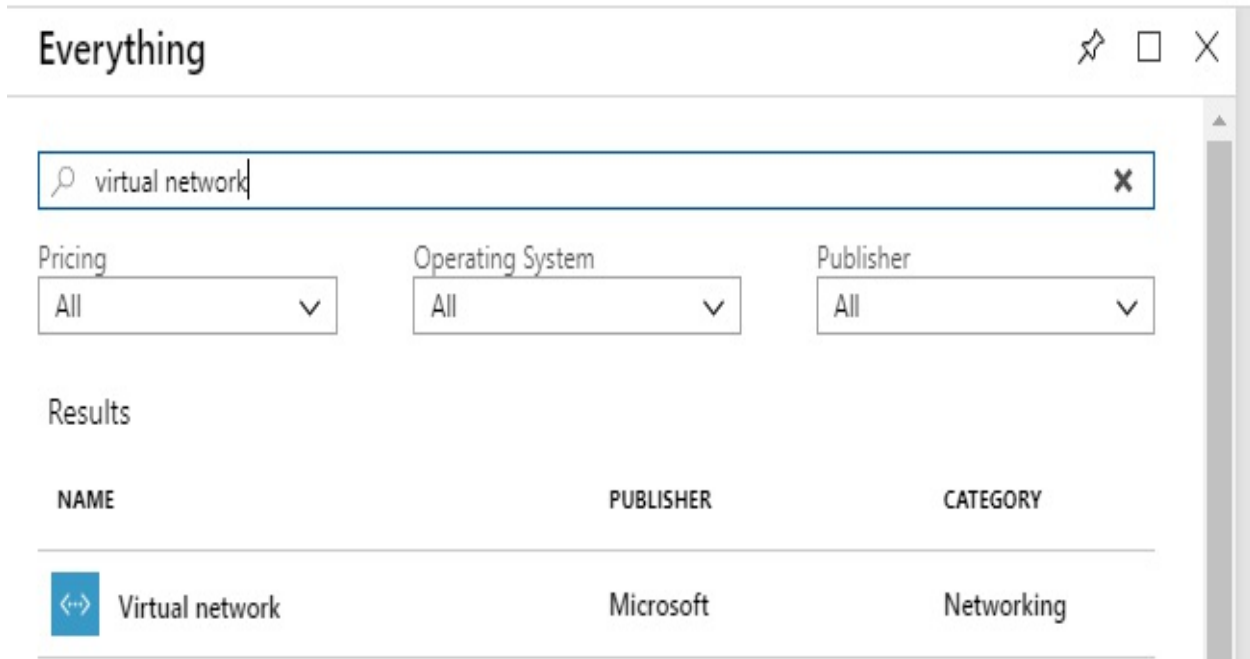 Everything
virtual network
Pricing Operating System Publisher
All All All
Results
NAME PUBLISHER CATEGORY
Virtual network Microsoft Networking